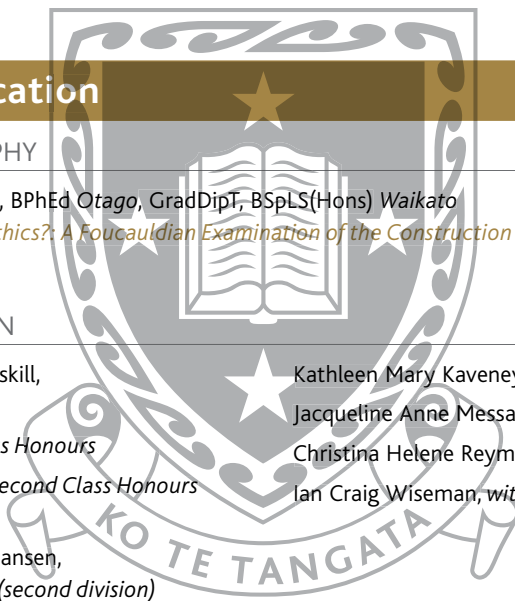 cation
PHY
, BPhEd Otago, GradDipT, BSpLS(Hons) Waikato
thics?: A Foucauldian Examination of the Construction
N
skill,
Kathleen Mary Kaveney
Jacqueline Anne Messa
s Honours
Christina Helene Reym
econd Class Honours
Ian Craig Wiseman, wit
ansen,
(second division)
KO TE TANGATA